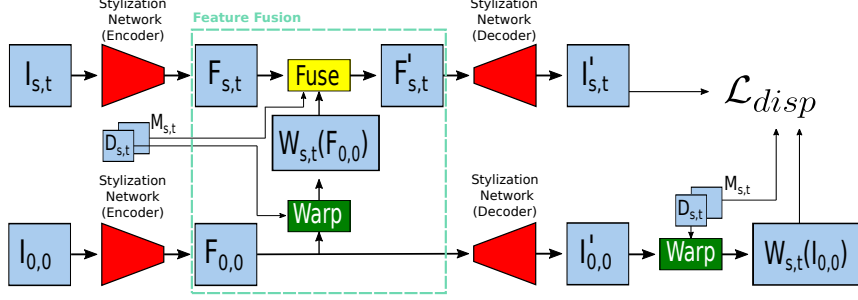 Stylization
Network
(Encoder)
Feature Fusion
Stylization
Network
(Decoder)
I_{s,t}
F_{s,t}
Fuse
F'_{s,t}
I'_{s,t}
\mathcal{L}_{disp}
M_{s,t}
D_{s,t}
W_{s,t}(F_{0,0})
Stylization
Network
(Encoder)
Warp
Stylization
Network
(Decoder)
M_{s,t}
D_{s,t}
I_{0,0}
F_{0,0}
I'_{0,0}
Warp
W_{s,t}(I_{0,0})